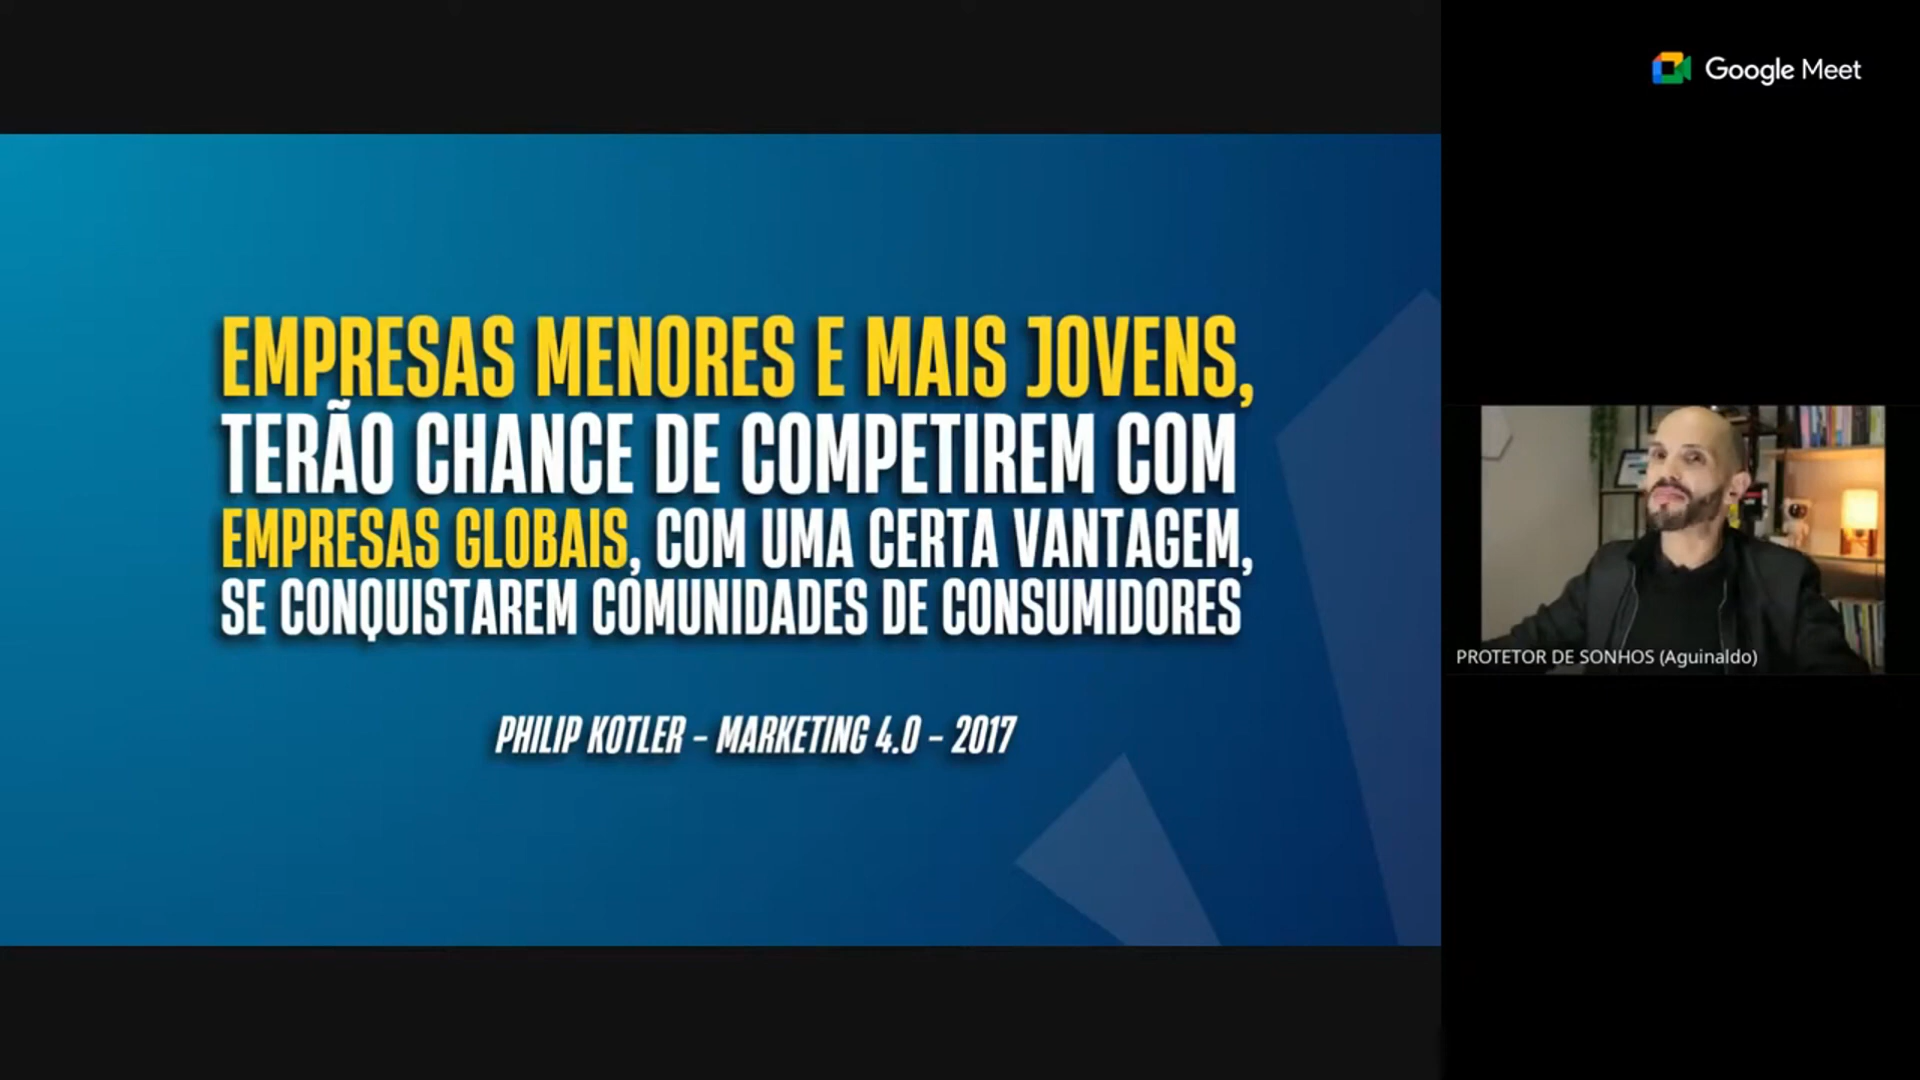 Google Meet
EMPRESAS MENORES E MAIS JOVENS,
TERÃO CHANCE DE COMPETIREM COM
EMPRESAS GLOBAIS, COM UMA CERTA VANTAGEM,
SE CONQUISTAREM COMUNIDADES DE CONSUMIDORES
PHILIP KOTLER – MARKETING 4.0 – 2017
PROTETOR DE SONHOS (Aguinaldo)